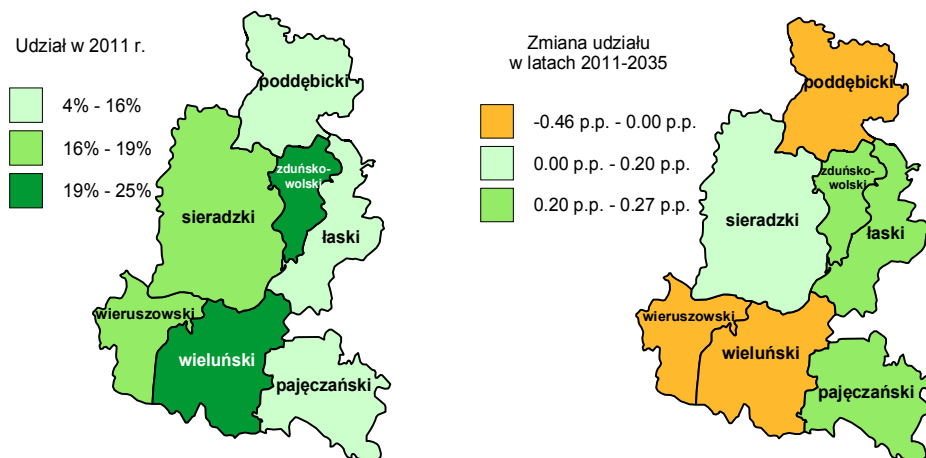 Udział w 2011 r.
4% - 16%
16% - 19%
19% - 25%
poddębicki
zduńsko-
wolski
sieradzki
łaski
wieruszowski
wieluński
pajęczański
Zmiana udziału
w latach 2011-2035
-0.46 p.p. - 0.00 p.p.
0.00 p.p. - 0.20 p.p.
0.20 p.p. - 0.27 p.p.
poddębicki
zduńsko-
wolski
sieradzki
łaski
wieruszowski
wieluński
pajęczański